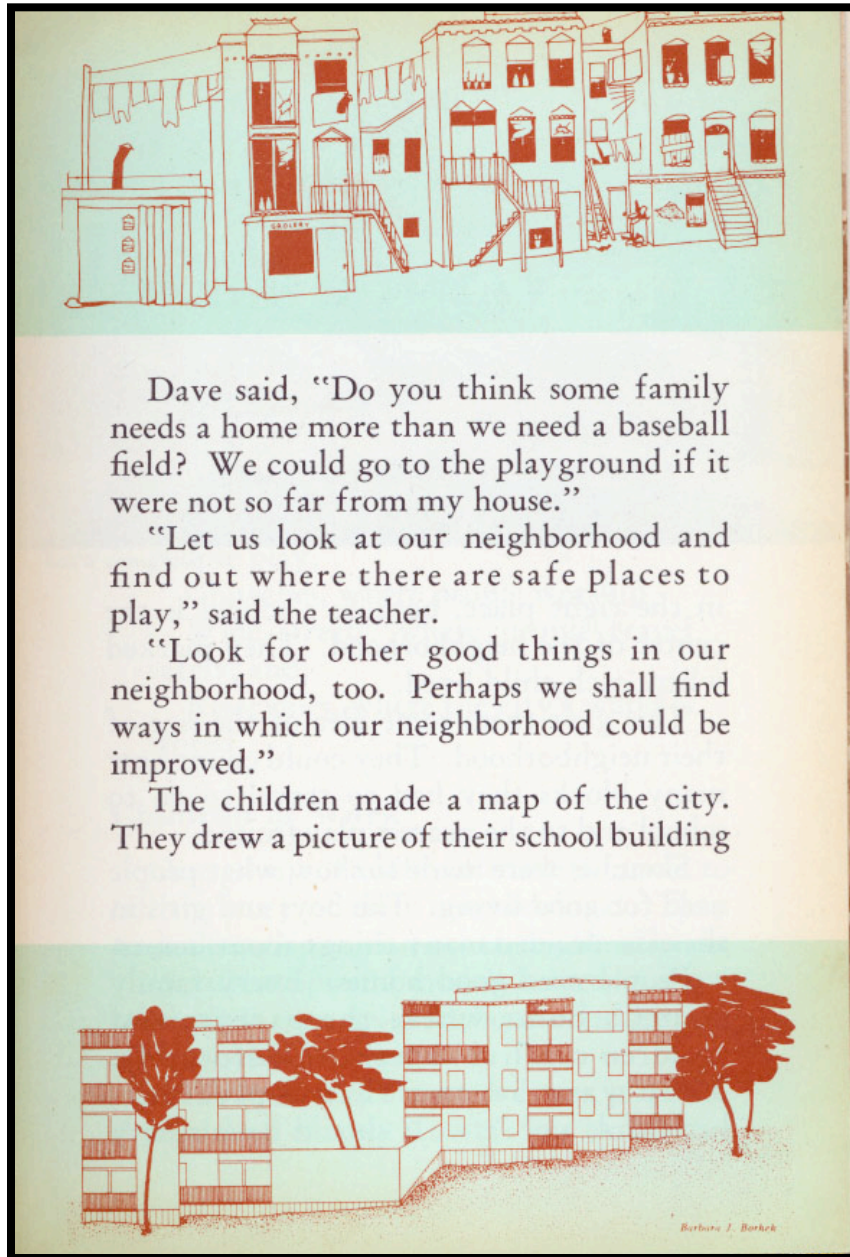 GROCERY
Dave said, “Do you think some family
needs a home more than we need a baseball
field? We could go to the playground if it
were not so far from my house.”
“Let us look at our neighborhood and
find out where there are safe places to
play,” said the teacher.
“Look for other good things in our
neighborhood, too. Perhaps we shall find
ways in which our neighborhood could be
improved.”
The children made a map of the city.
They drew a picture of their school building
Barbara J.